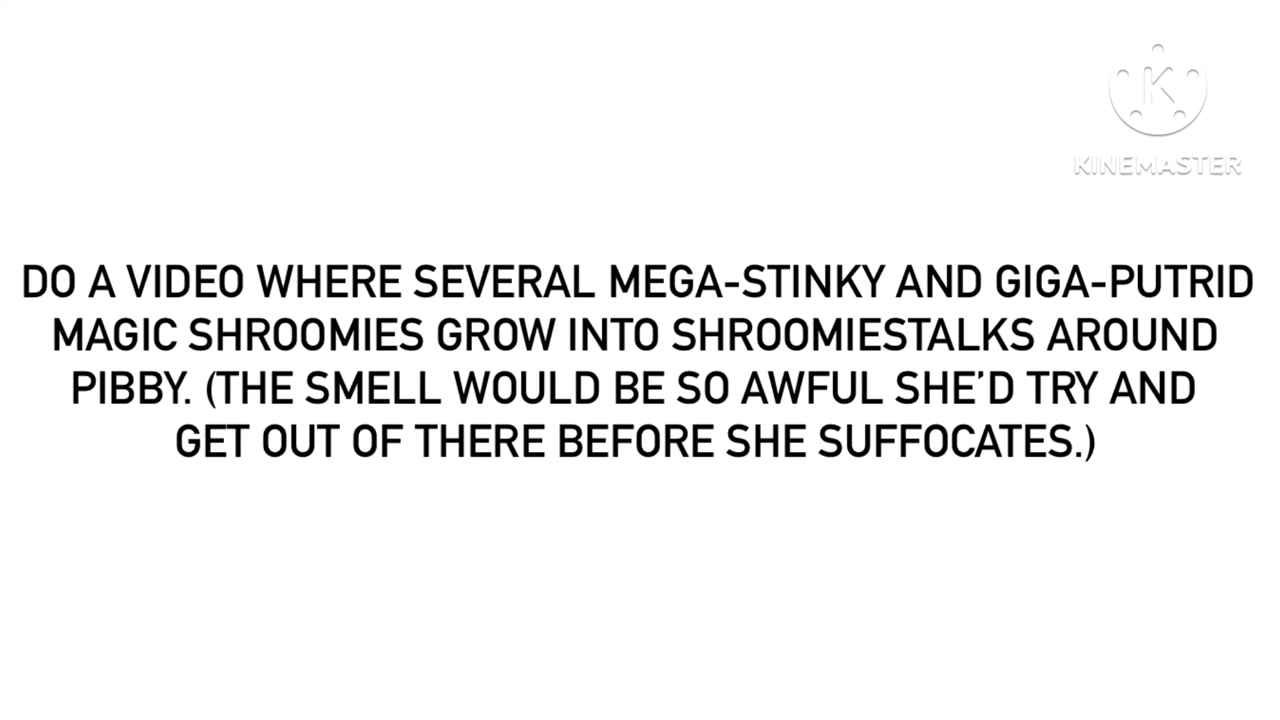 KINEMASTER
DO A VIDEO WHERE SEVERAL MEGA-STINKY AND GIGA-PUTRID
MAGIC SHROOMIES GROW INTO SHROOMIESTALKS AROUND
PIBBY. (THE SMELL WOULD BE SO AWFUL SHE’D TRY AND
GET OUT OF THERE BEFORE SHE SUFFOCATES.)